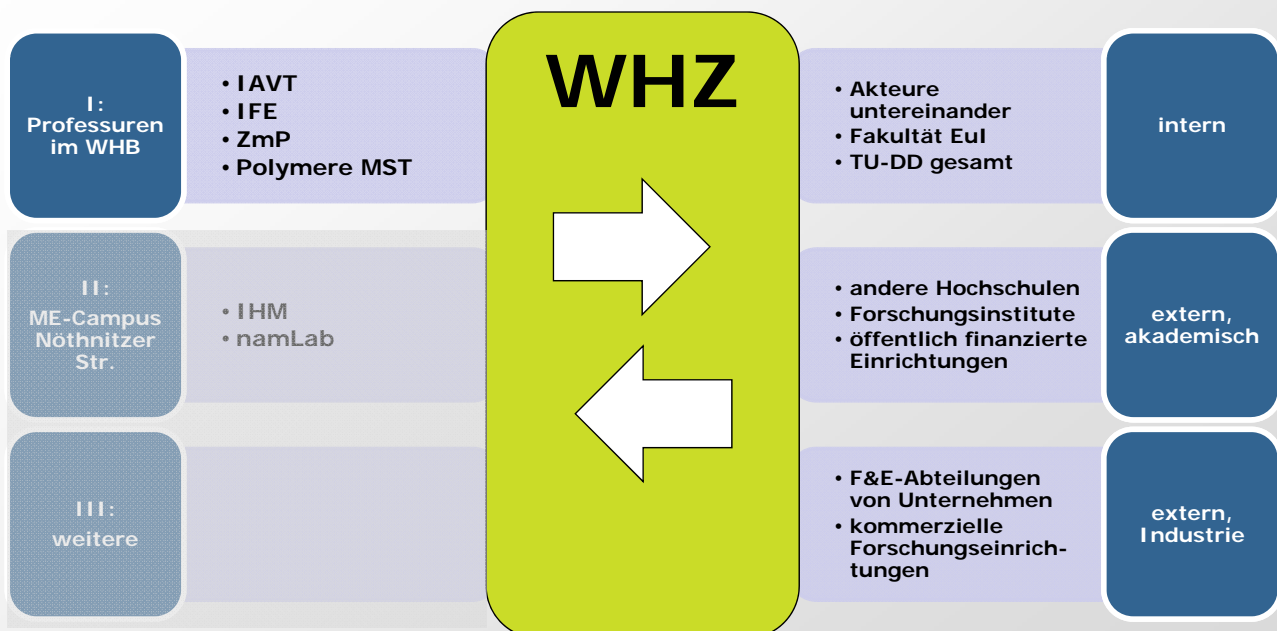 WHZ
I:
Professuren
im WHB
• IAVT
• IFE
• ZmP
• Polymere MST
• Akteure
untereinander
• Fakultät EuI
• TU-DD gesamt
intern
II:
ME-Campus
Nöthnitzer
Str.
• IHM
• namLab
• andere Hochschulen
• Forschungsinstitute
• öffentlich finanzierte
Einrichtungen
extern,
akademisch
III:
weitere
• F&E-Abteilungen
von Unternehmen
• kommerzielle
Forschungseinrich-
tungen
extern,
Industrie